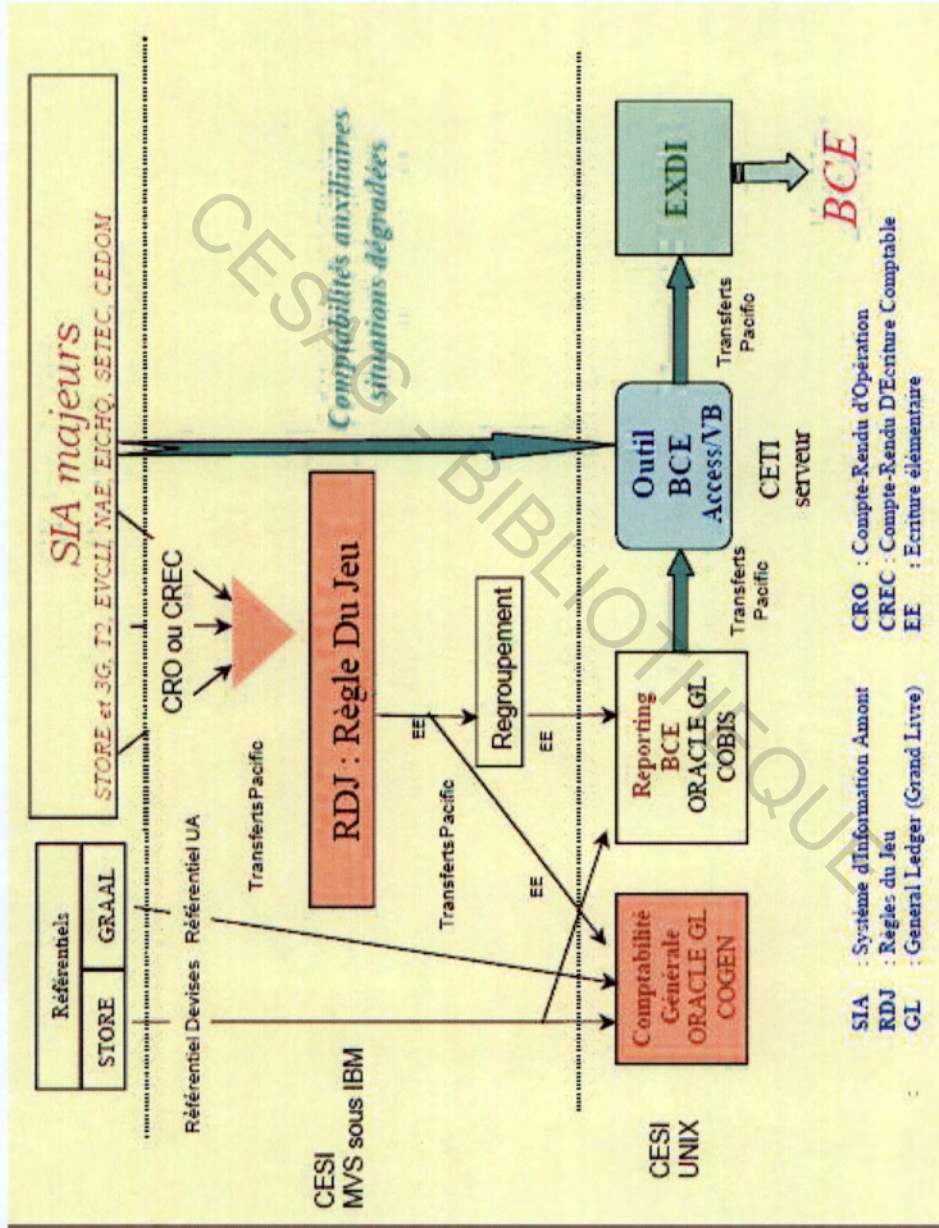 SIA majeurs
STORE et 3G, T2, EVCLI, NAE, EICHQ, SETEC, CEDOM
Référentiels
STORE
GRAAL
CRO ou CREC
Référentiel Devises
Référentiel UA
Transferts Pacific
Comptabilités auxiliaires
situations dégradées
CESI
MVS sous IBM
RDJ : Règle Du Jeu
EE
Transferts Pacific
Regroupement
EE
EE
CESI
UNIX
Comptabilité
Générale
ORACLE GL
COGEN
Reporting
BCE
ORACLE GL
COBIS
Transferts
Pacific
Outil
BCE
Access/VB
CETI
serveur
Transferts
Pacific
EXDI
BCE
SIA : Système d'Information Amont
RDJ : Règles du Jeu
GL : General Ledger (Grand Livre)
:
CRO : Compte-Rendu d'Opération
CREC : Compte-Rendu D'Ecriture Comptable
EE : Ecriture élémentaire
CESAG - BIBLIOTHEQUE